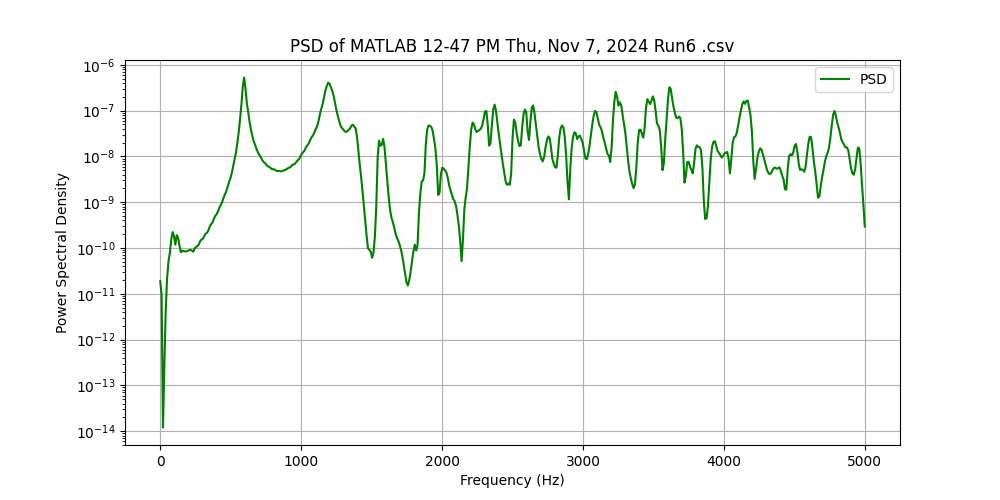 PSD of MATLAB 12-47 PM Thu, Nov 7, 2024 Run6 .csv
PSD
Power Spectral Density
10⁻⁶
10⁻⁷
10⁻⁸
10⁻⁹
10⁻¹⁰
10⁻¹¹
10⁻¹²
10⁻¹³
10⁻¹⁴
0 1000 2000 3000 4000 5000
Frequency (Hz)